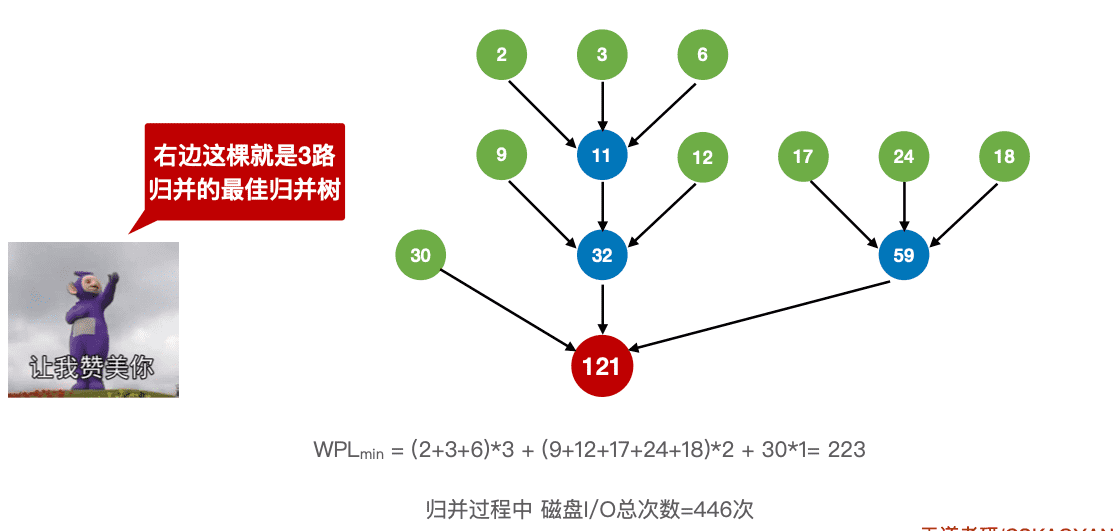 2 3 6
右边这棵就是3路
归并的最佳归并树
9 11 12 17 24 18
30 32 59
让我赞美你
121
WPLmin = (2+3+6)*3 + (9+12+17+24+18)*2 + 30*1= 223
归并过程中 磁盘I/O总次数=446次